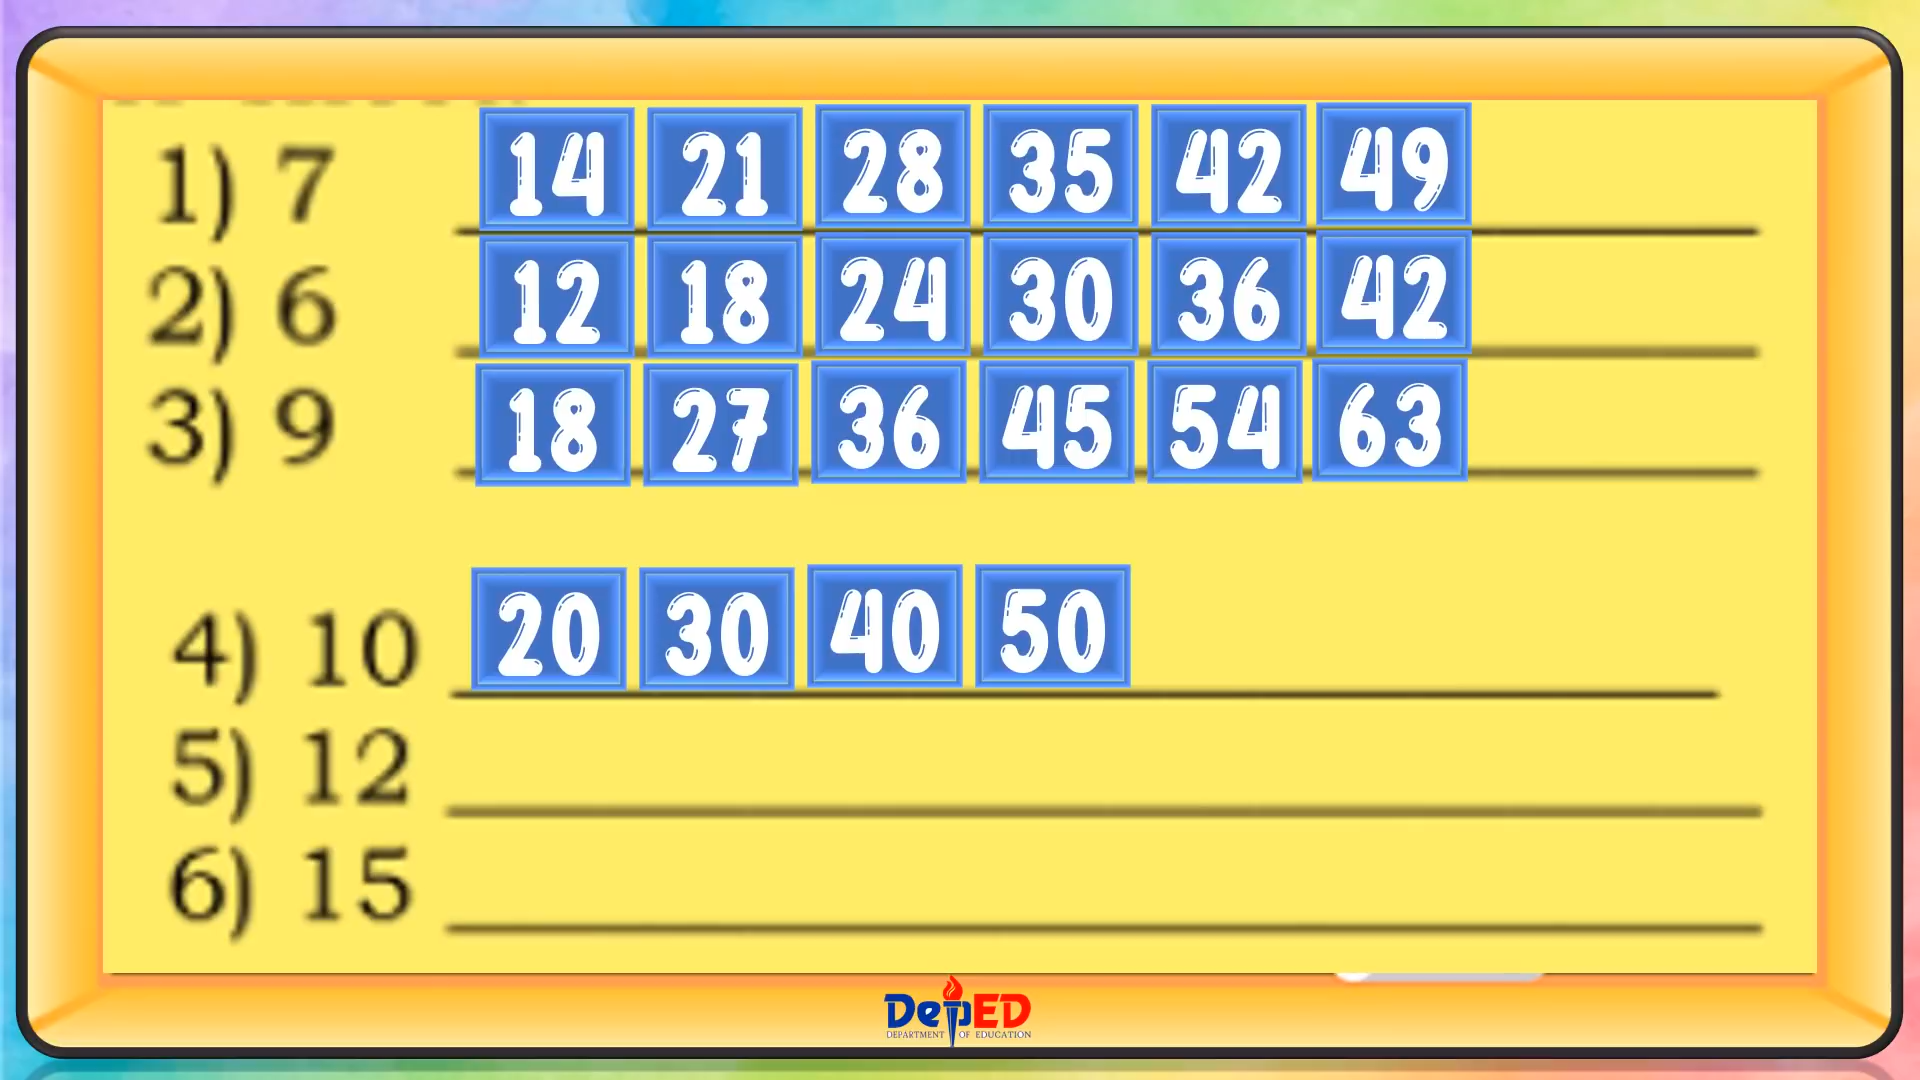 1) 7 14 21 28 35 42 49
2) 6 12 18 24 30 36 42
3) 9 18 27 36 45 54 63
4) 10 20 30 40 50
5) 12
6) 15
DepED
DEPARTMENT OF EDUCATION